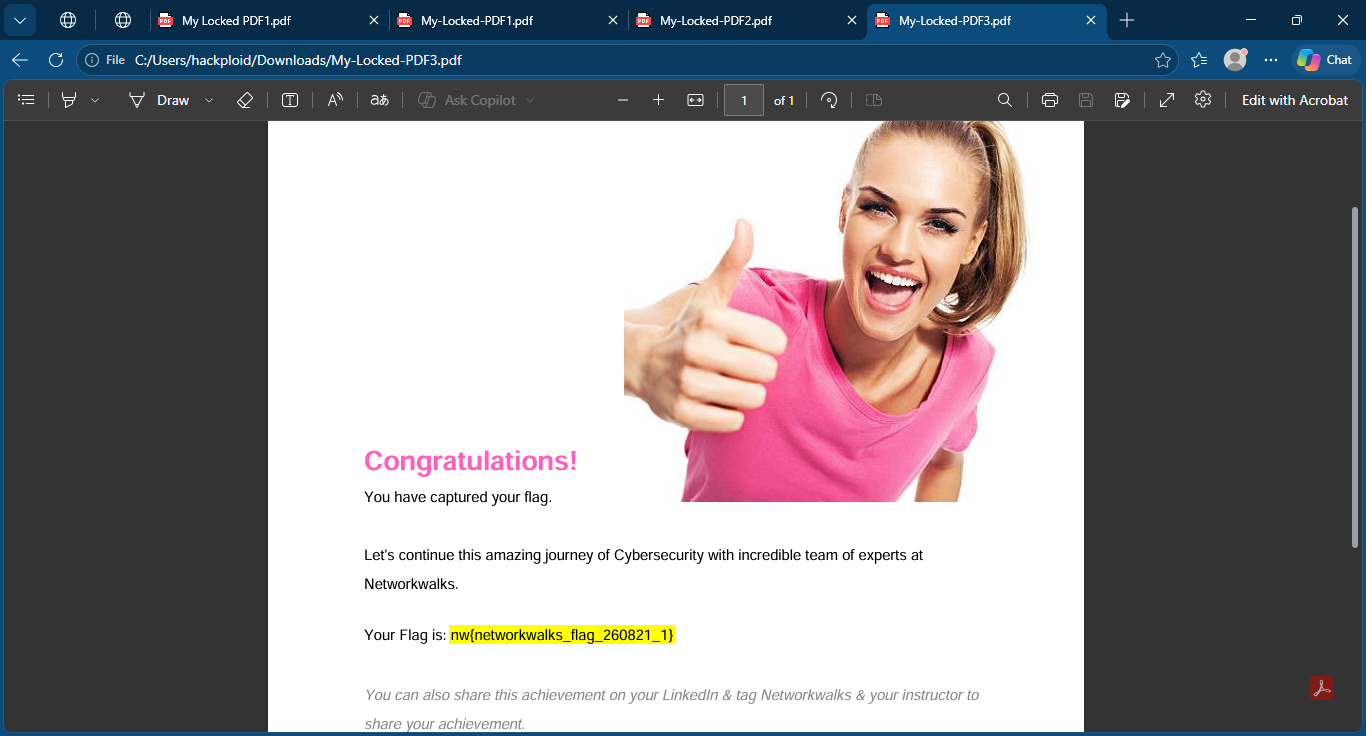 My Locked PDF1.pdf
My-Locked-PDF1.pdf
My-Locked-PDF2.pdf
My-Locked-PDF3.pdf
File C:/Users/hackploid/Downloads/My-Locked-PDF3.pdf
Chat
Draw
A
aあ
Ask Copilot
1 of 1
Edit with Acrobat
Congratulations!
You have captured your flag.
Let's continue this amazing journey of Cybersecurity with incredible team of experts at
Networkwalks.
Your Flag is: nw{networkwalks_flag_260821_1}
You can also share this achievement on your LinkedIn & tag Networkwalks & your instructor to
share your achievement.